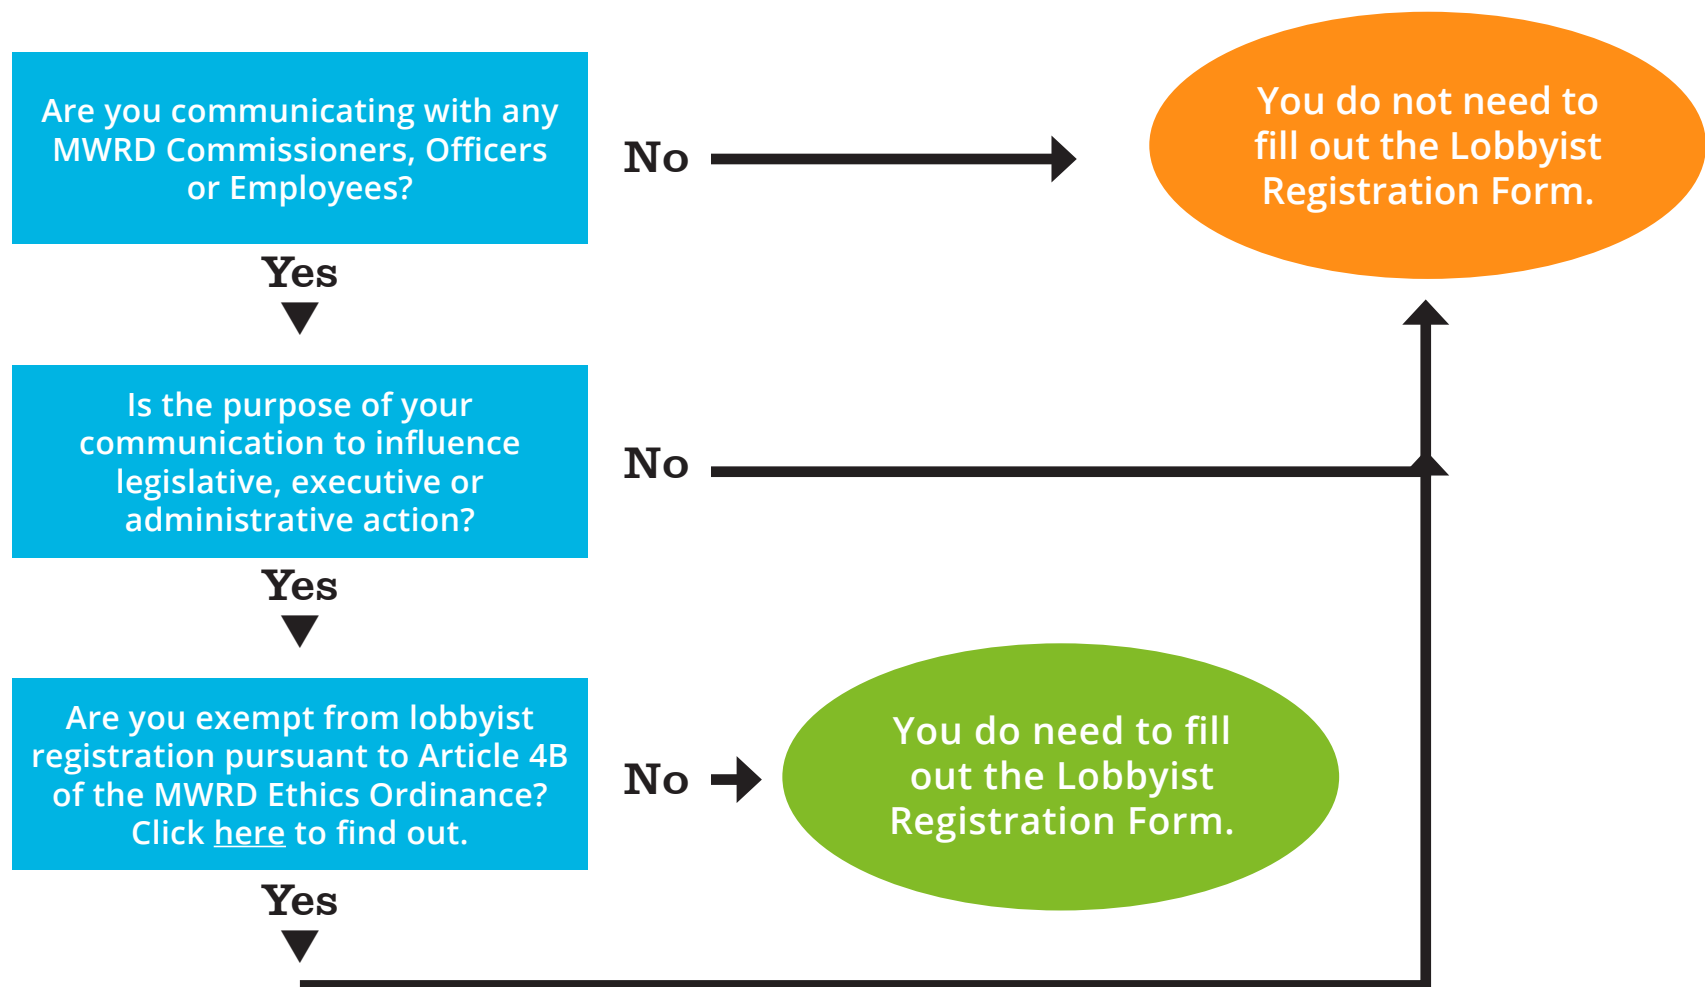 Are you communicating with any
MWRD Commissioners, Officers
or Employees?
No
You do not need to
fill out the Lobbyist
Registration Form.
Yes
Is the purpose of your
communication to influence
legislative, executive or
administrative action?
No
Yes
Are you exempt from lobbyist
registration pursuant to Article 4B
of the MWRD Ethics Ordinance?
Click here to find out.
No
You do need to fill
out the Lobbyist
Registration Form.
Yes